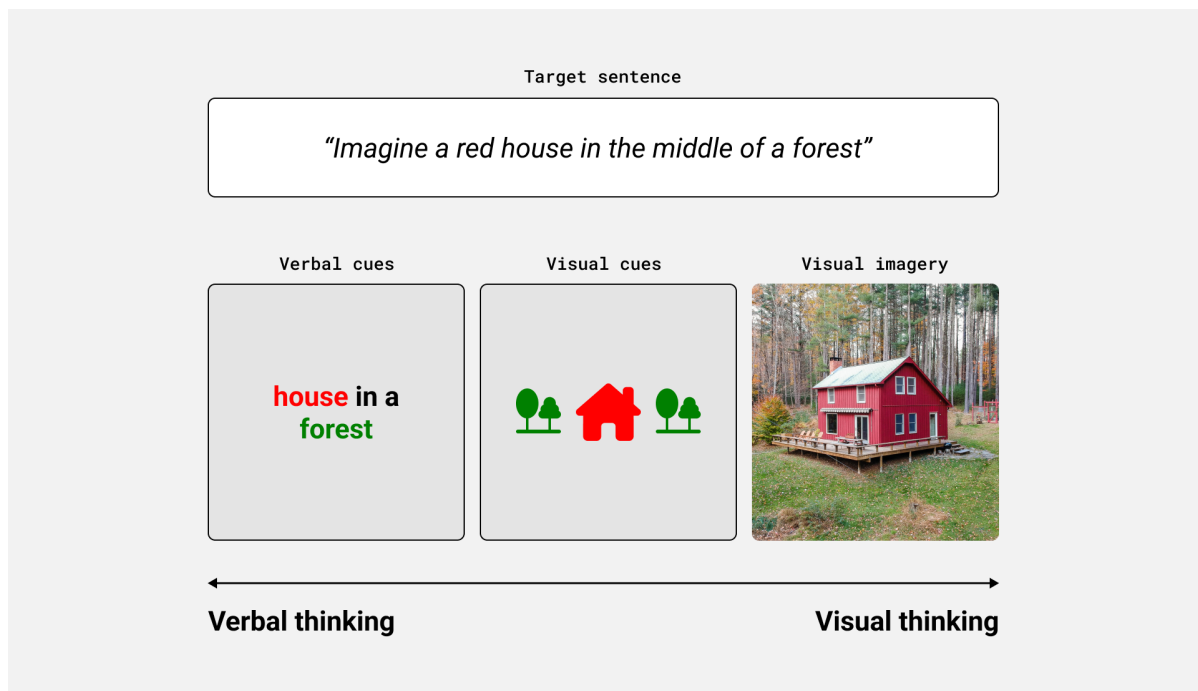 Target sentence
“Imagine a red house in the middle of a forest”
Verbal cues
Visual cues
Visual imagery
house in a
forest
Verbal thinking
Visual thinking